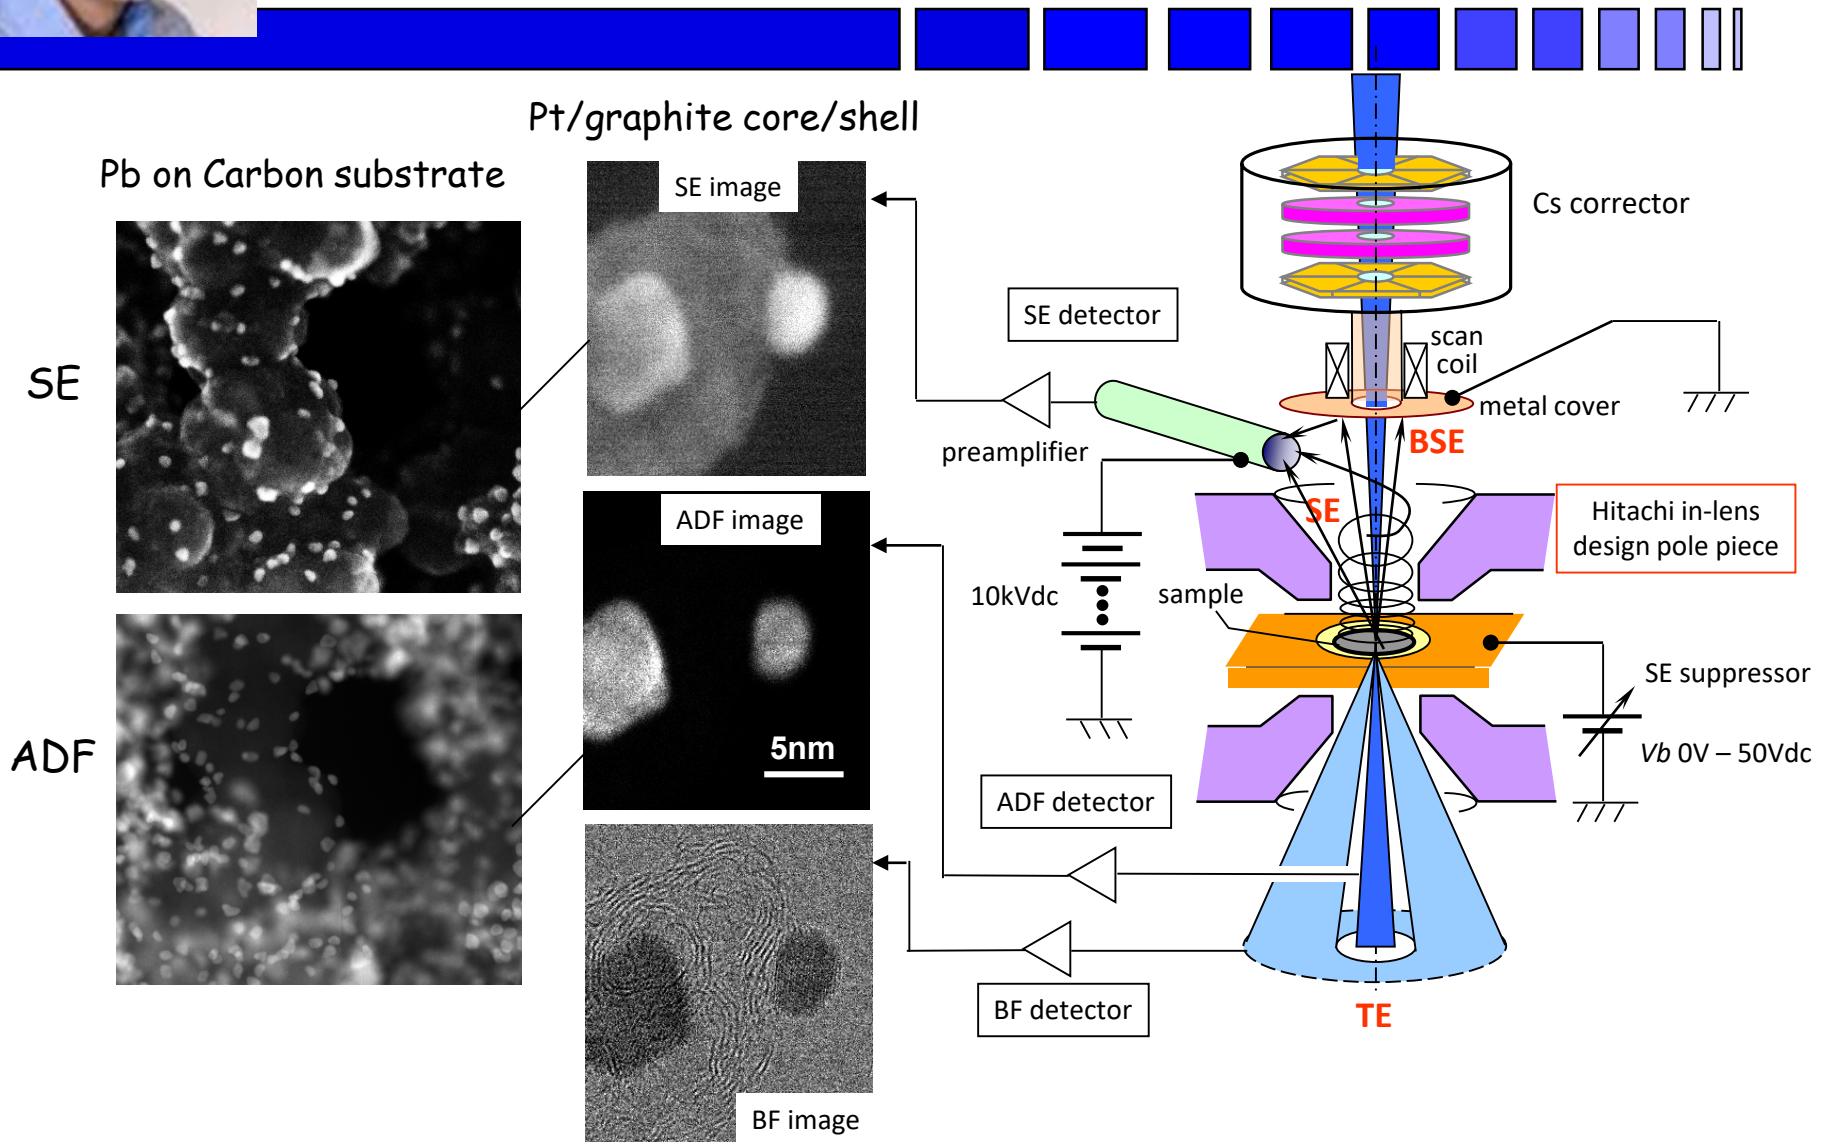 Pt/graphite core/shell
Pb on Carbon substrate
SE
ADF
SE image
ADF image
5nm
BF image
SE detector
preamplifier
10kVdc
sample
ADF detector
BF detector
Cs corrector
scan
coil
metal cover
BSE
SE
Hitachi in-lens
design pole piece
SE suppressor
Vb 0V – 50Vdc
TE